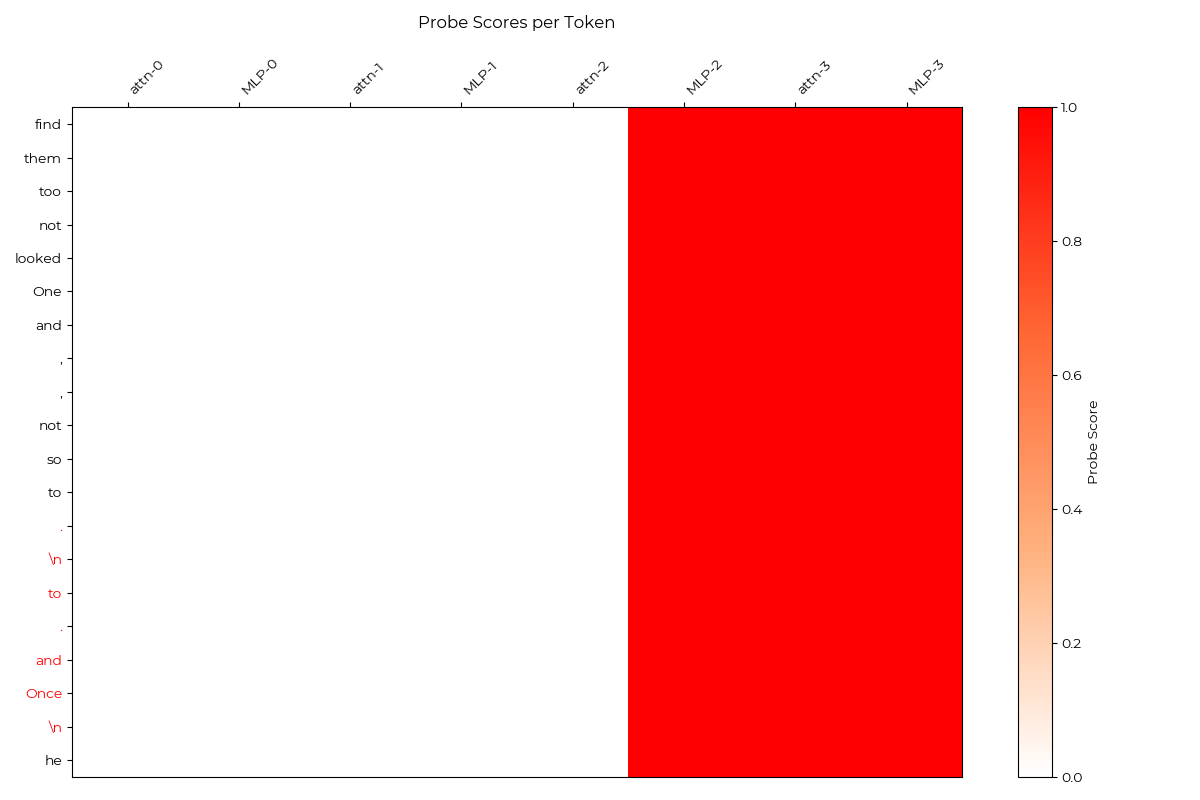 Probe Scores per Token
attn-0 MLP-0 attn-1 MLP-1 attn-2 MLP-2 attn-3 MLP-3
find
them
too
not
looked
One
and
,
,
not
so
to
.
\n
to
.
and
Once
\n
he
1.0
0.8
0.6
0.4
0.2
0.0
Probe Score